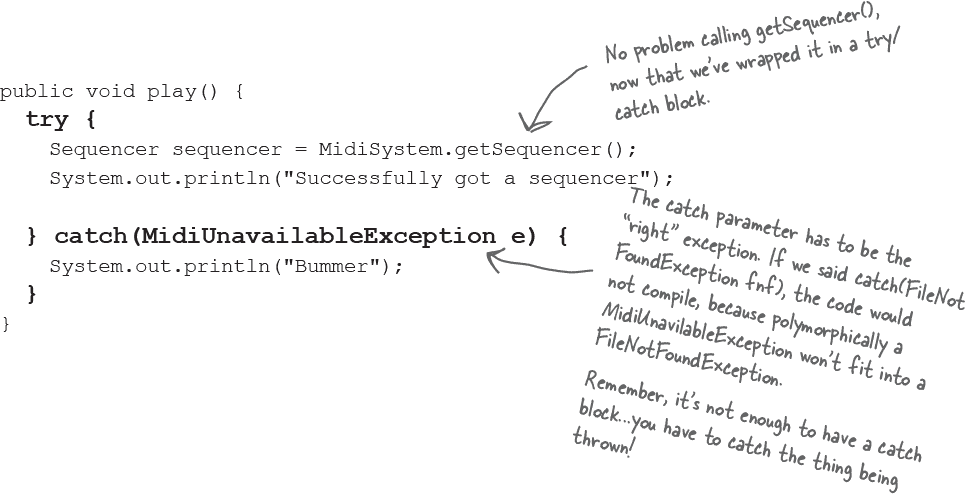 No problem calling getSequencer(),
now that we've wrapped it in a try/
catch block.
public void play() {
try {
Sequencer sequencer = MidiSystem.getSequencer();
System.out.println("Successfully got a sequencer");
} catch(MidiUnavailableException e) {
System.out.println("Bummer");
}
}
The catch parameter has to be the
"right" exception. If we said catch(FileNot
FoundException fnf), the code would
not compile, because polymorphically a
MidiUnavilableException won't fit into a
FileNotFoundException.
Remember, it's not enough to have a catch
block...you have to catch the thing being
thrown!